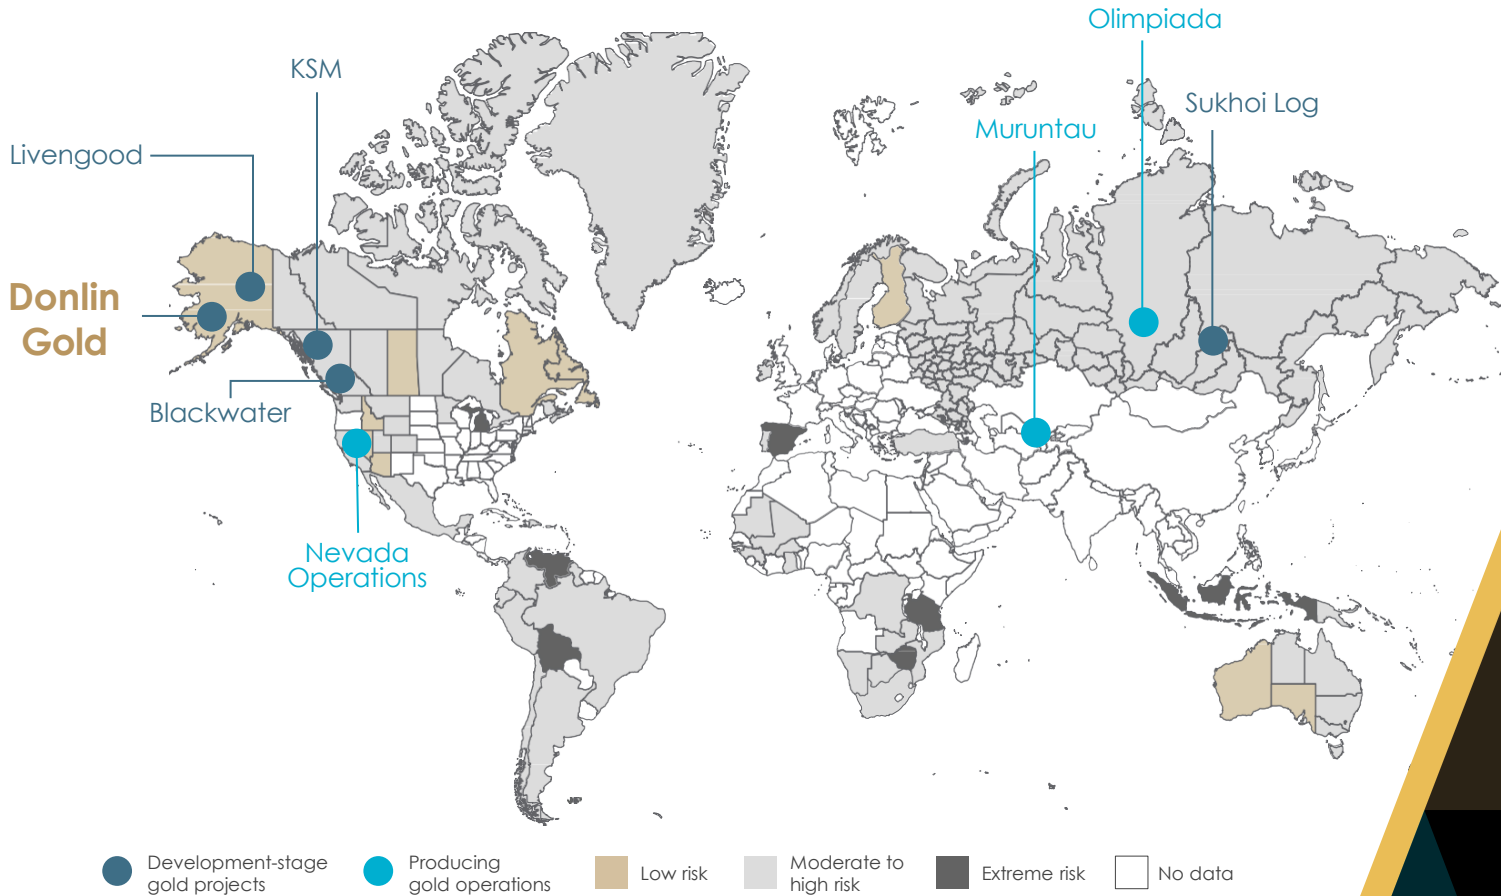 Olimpiada
KSM
Sukhoi Log
Muruntau
Livengood
Donlin
Gold
Blackwater
Nevada
Operations
Development-stage
gold projects
Producing
gold operations
Low risk
Moderate to
high risk
Extreme risk
No data